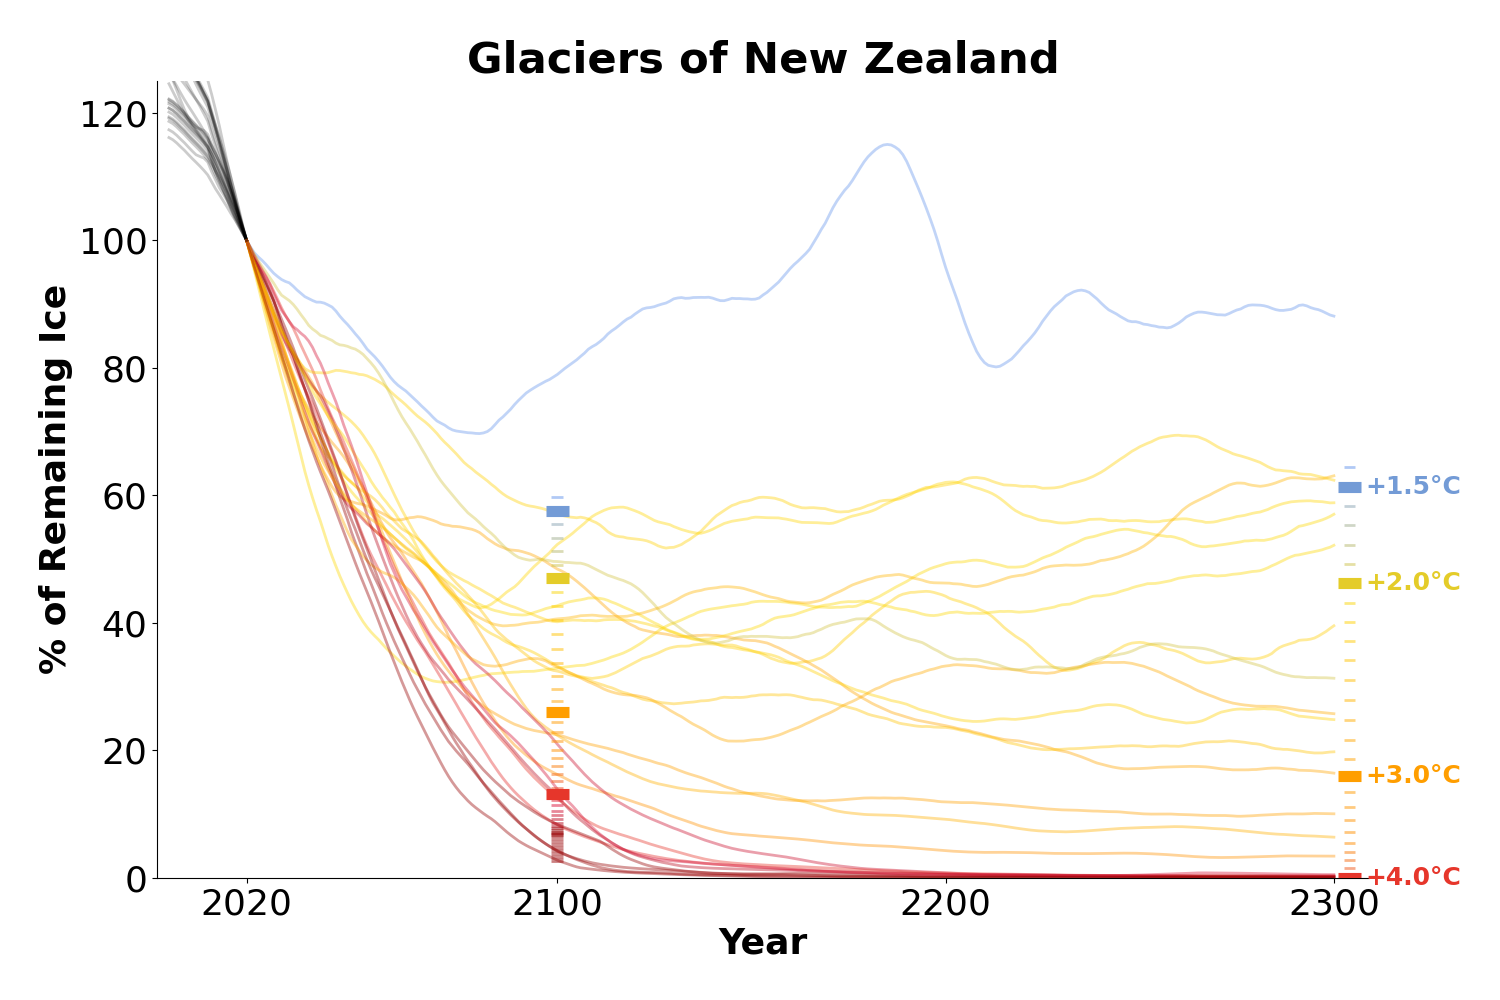 Glaciers of New Zealand
% of Remaining Ice
120
100
80
60
40
20
0
+1.5°C
+2.0°C
+3.0°C
+4.0°C
2020 2100 2200 2300
Year